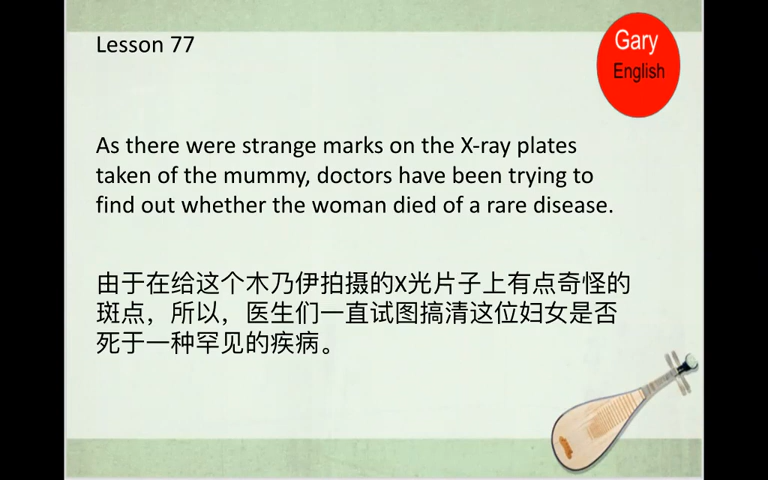 Lesson 77
Gary
English
As there were strange marks on the X-ray plates
taken of the mummy, doctors have been trying to
find out whether the woman died of a rare disease.
由于在给这个木乃伊拍摄的X光片子上有点奇怪的
斑点，所以，医生们一直试图搞清这位妇女是否
死于一种罕见的疾病。